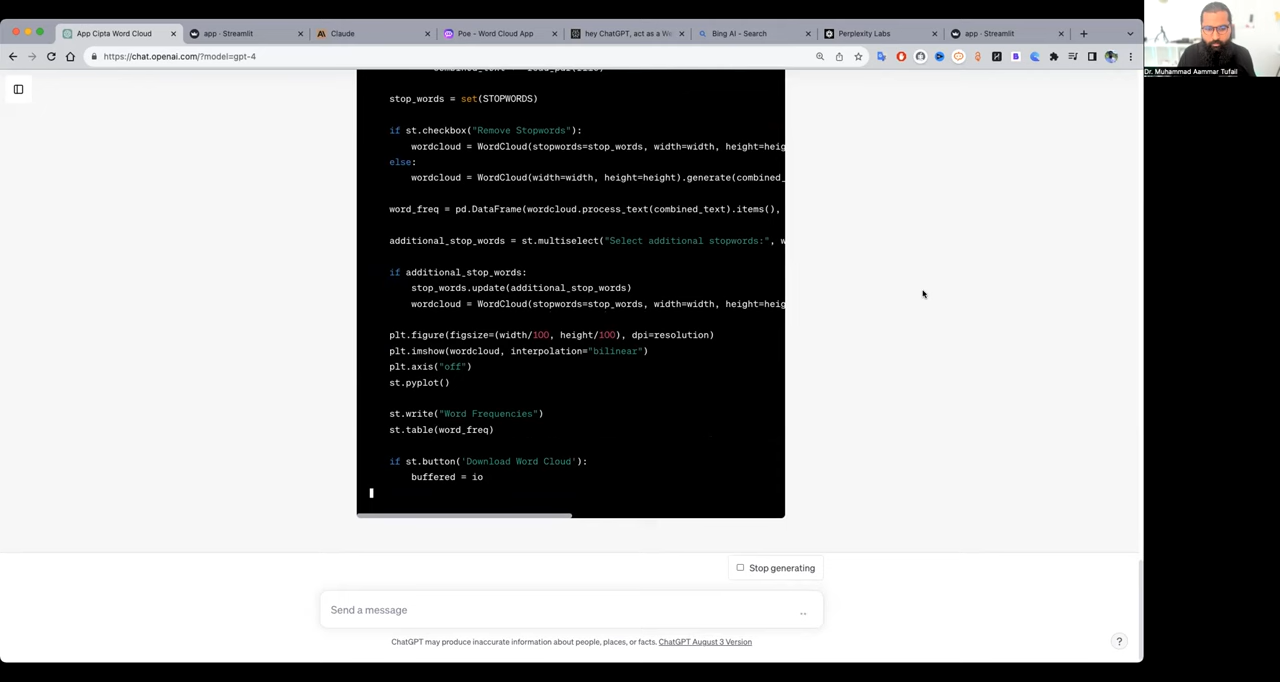 App Cipta Word Cloud
app · Streamlit
Claude
Poe - Word Cloud App
hey ChatGPT, act as a W
Bing AI - Search
Perplexity Labs
app · Streamlit
https://chat.openai.com/?model=gpt-4
Dr. Muhammad Aammar Tufail
stop_words = set(STOPWORDS)
if st.checkbox("Remove Stopwords"):
wordcloud = WordCloud(stopwords=stop_words, width=width, height=heig
else:
wordcloud = WordCloud(width=width, height=height).generate(combined_
word_freq = pd.DataFrame(wordcloud.process_text(combined_text).items(),
additional_stop_words = st.multiselect("Select additional stopwords:", w
if additional_stop_words:
stop_words.update(additional_stop_words)
wordcloud = WordCloud(stopwords=stop_words, width=width, height=heig
plt.figure(figsize=(width/100, height/100), dpi=resolution)
plt.imshow(wordcloud, interpolation="bilinear")
plt.axis("off")
st.pyplot()
st.write("Word Frequencies")
st.table(word_freq)
if st.button('Download Word Cloud'):
buffered = io
Stop generating
Send a message
ChatGPT may produce inaccurate information about people, places, or facts. ChatGPT August 3 Version
?